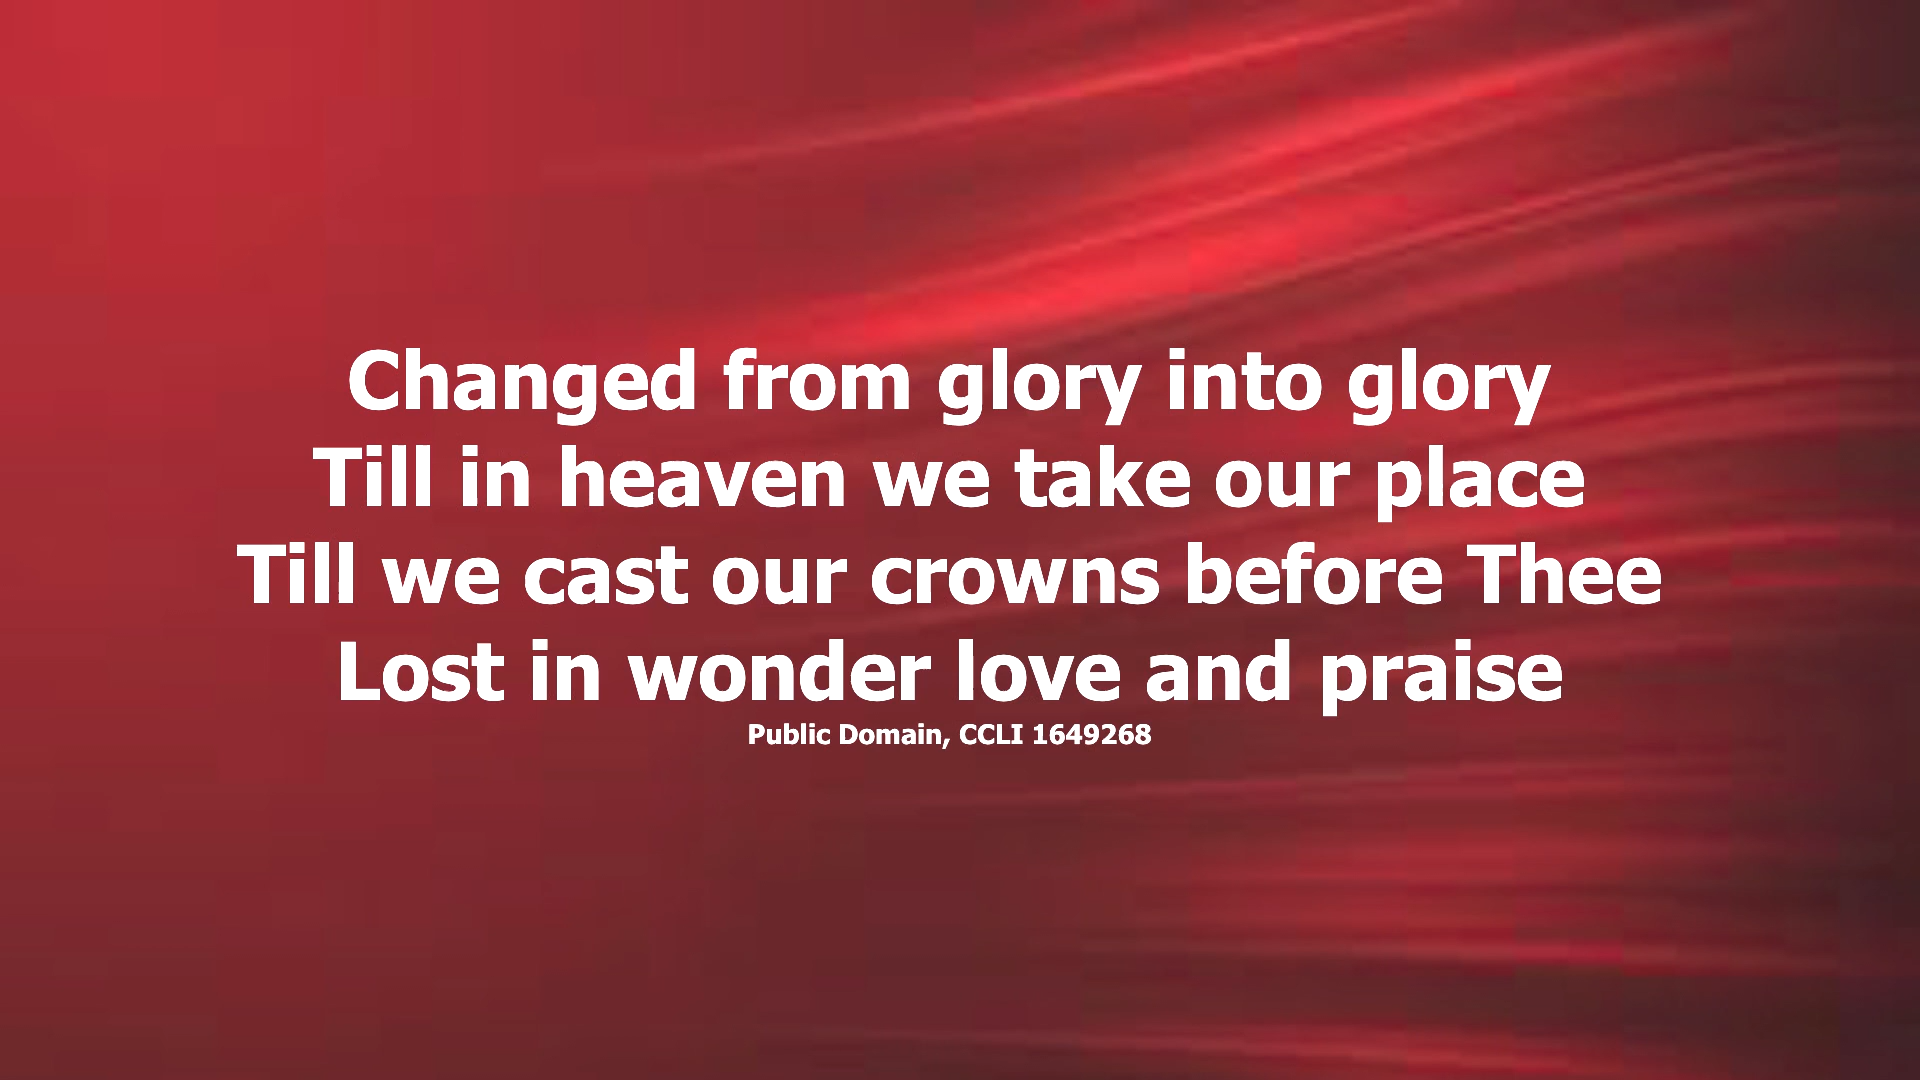 Changed from glory into glory
Till in heaven we take our place
Till we cast our crowns before Thee
Lost in wonder love and praise
Public Domain, CCLI 1649268